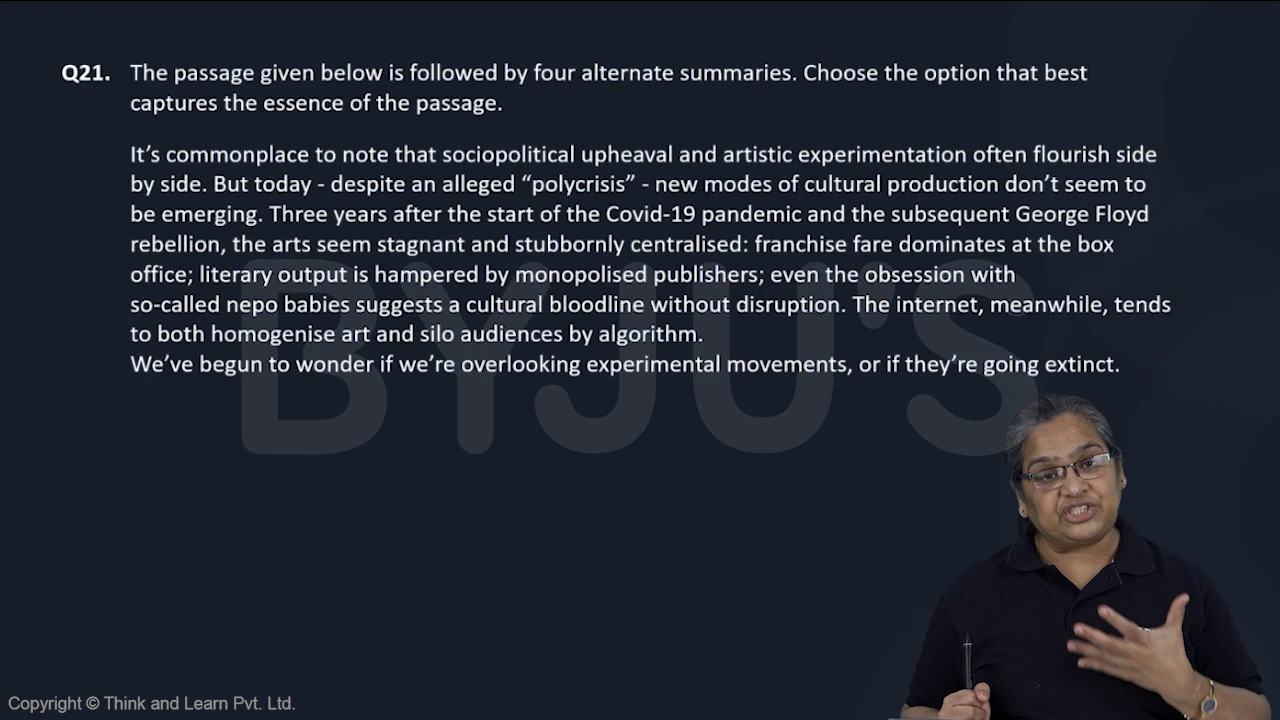 Q21. The passage given below is followed by four alternate summaries. Choose the option that best
captures the essence of the passage.
It’s commonplace to note that sociopolitical upheaval and artistic experimentation often flourish side
by side. But today - despite an alleged “polycrisis” - new modes of cultural production don’t seem to
be emerging. Three years after the start of the Covid-19 pandemic and the subsequent George Floyd
rebellion, the arts seem stagnant and stubbornly centralised: franchise fare dominates at the box
office; literary output is hampered by monopolised publishers; even the obsession with
so-called nepo babies suggests a cultural bloodline without disruption. The internet, meanwhile, tends
to both homogenise art and silo audiences by algorithm.
We’ve begun to wonder if we’re overlooking experimental movements, or if they’re going extinct.
BYJU'S
Copyright © Think and Learn Pvt. Ltd.